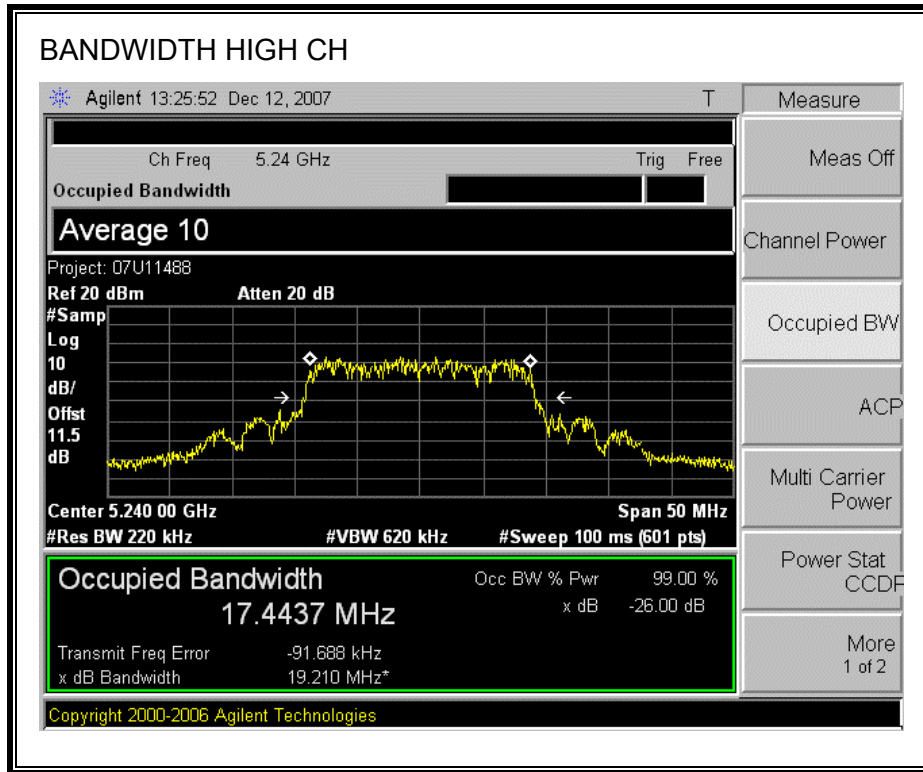 BANDWIDTH HIGH CH
Agilent 13:25:52 Dec 12, 2007 T
Measure
Ch Freq 5.24 GHz Trig Free
Occupied Bandwidth
Average 10
Project: 07U11488
Ref 20 dBm Atten 20 dB
#Samp
Log
10
dB/
Offst
11.5
dB
Center 5.240 00 GHz Span 50 MHz
#Res BW 220 kHz #VBW 620 kHz #Sweep 100 ms (601 pts)
Occupied Bandwidth
17.4437 MHz
Occ BW % Pwr 99.00 %
x dB -26.00 dB
Transmit Freq Error -91.688 kHz
x dB Bandwidth 19.210 MHz*
Copyright 2000-2006 Agilent Technologies
Meas Off
Channel Power
Occupied BW
ACP
Multi Carrier
Power
Power Stat
CCDF
More
1 of 2